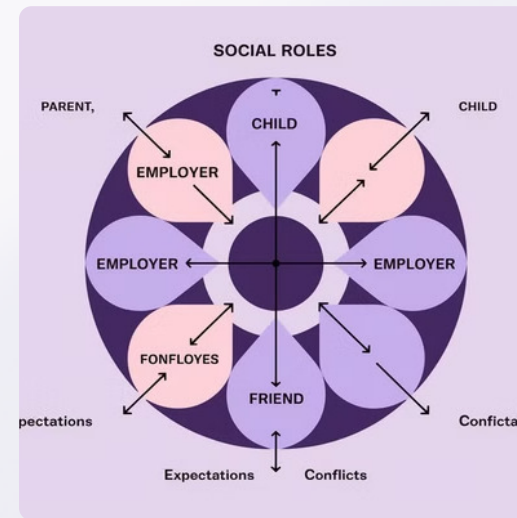 SOCIAL ROLES
PARENT,
CHILD
CHILD
EMPLOYER
EMPLOYER
EMPLOYER
FONFLOYES
FRIEND
pectations
Conficta
Expectations
Conflicts